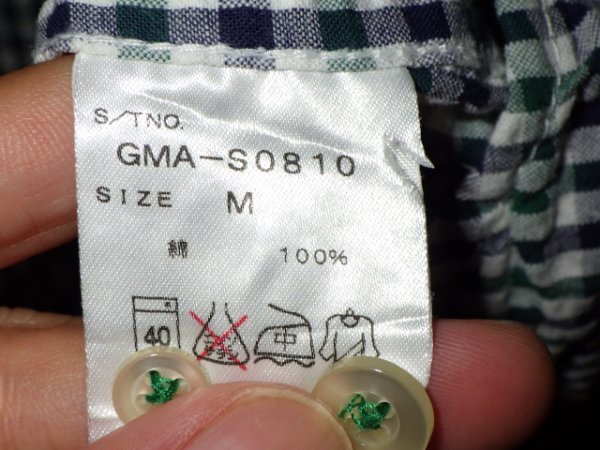 S/TNO.
GMA-S0810
SIZE M
綿 100%
40
中